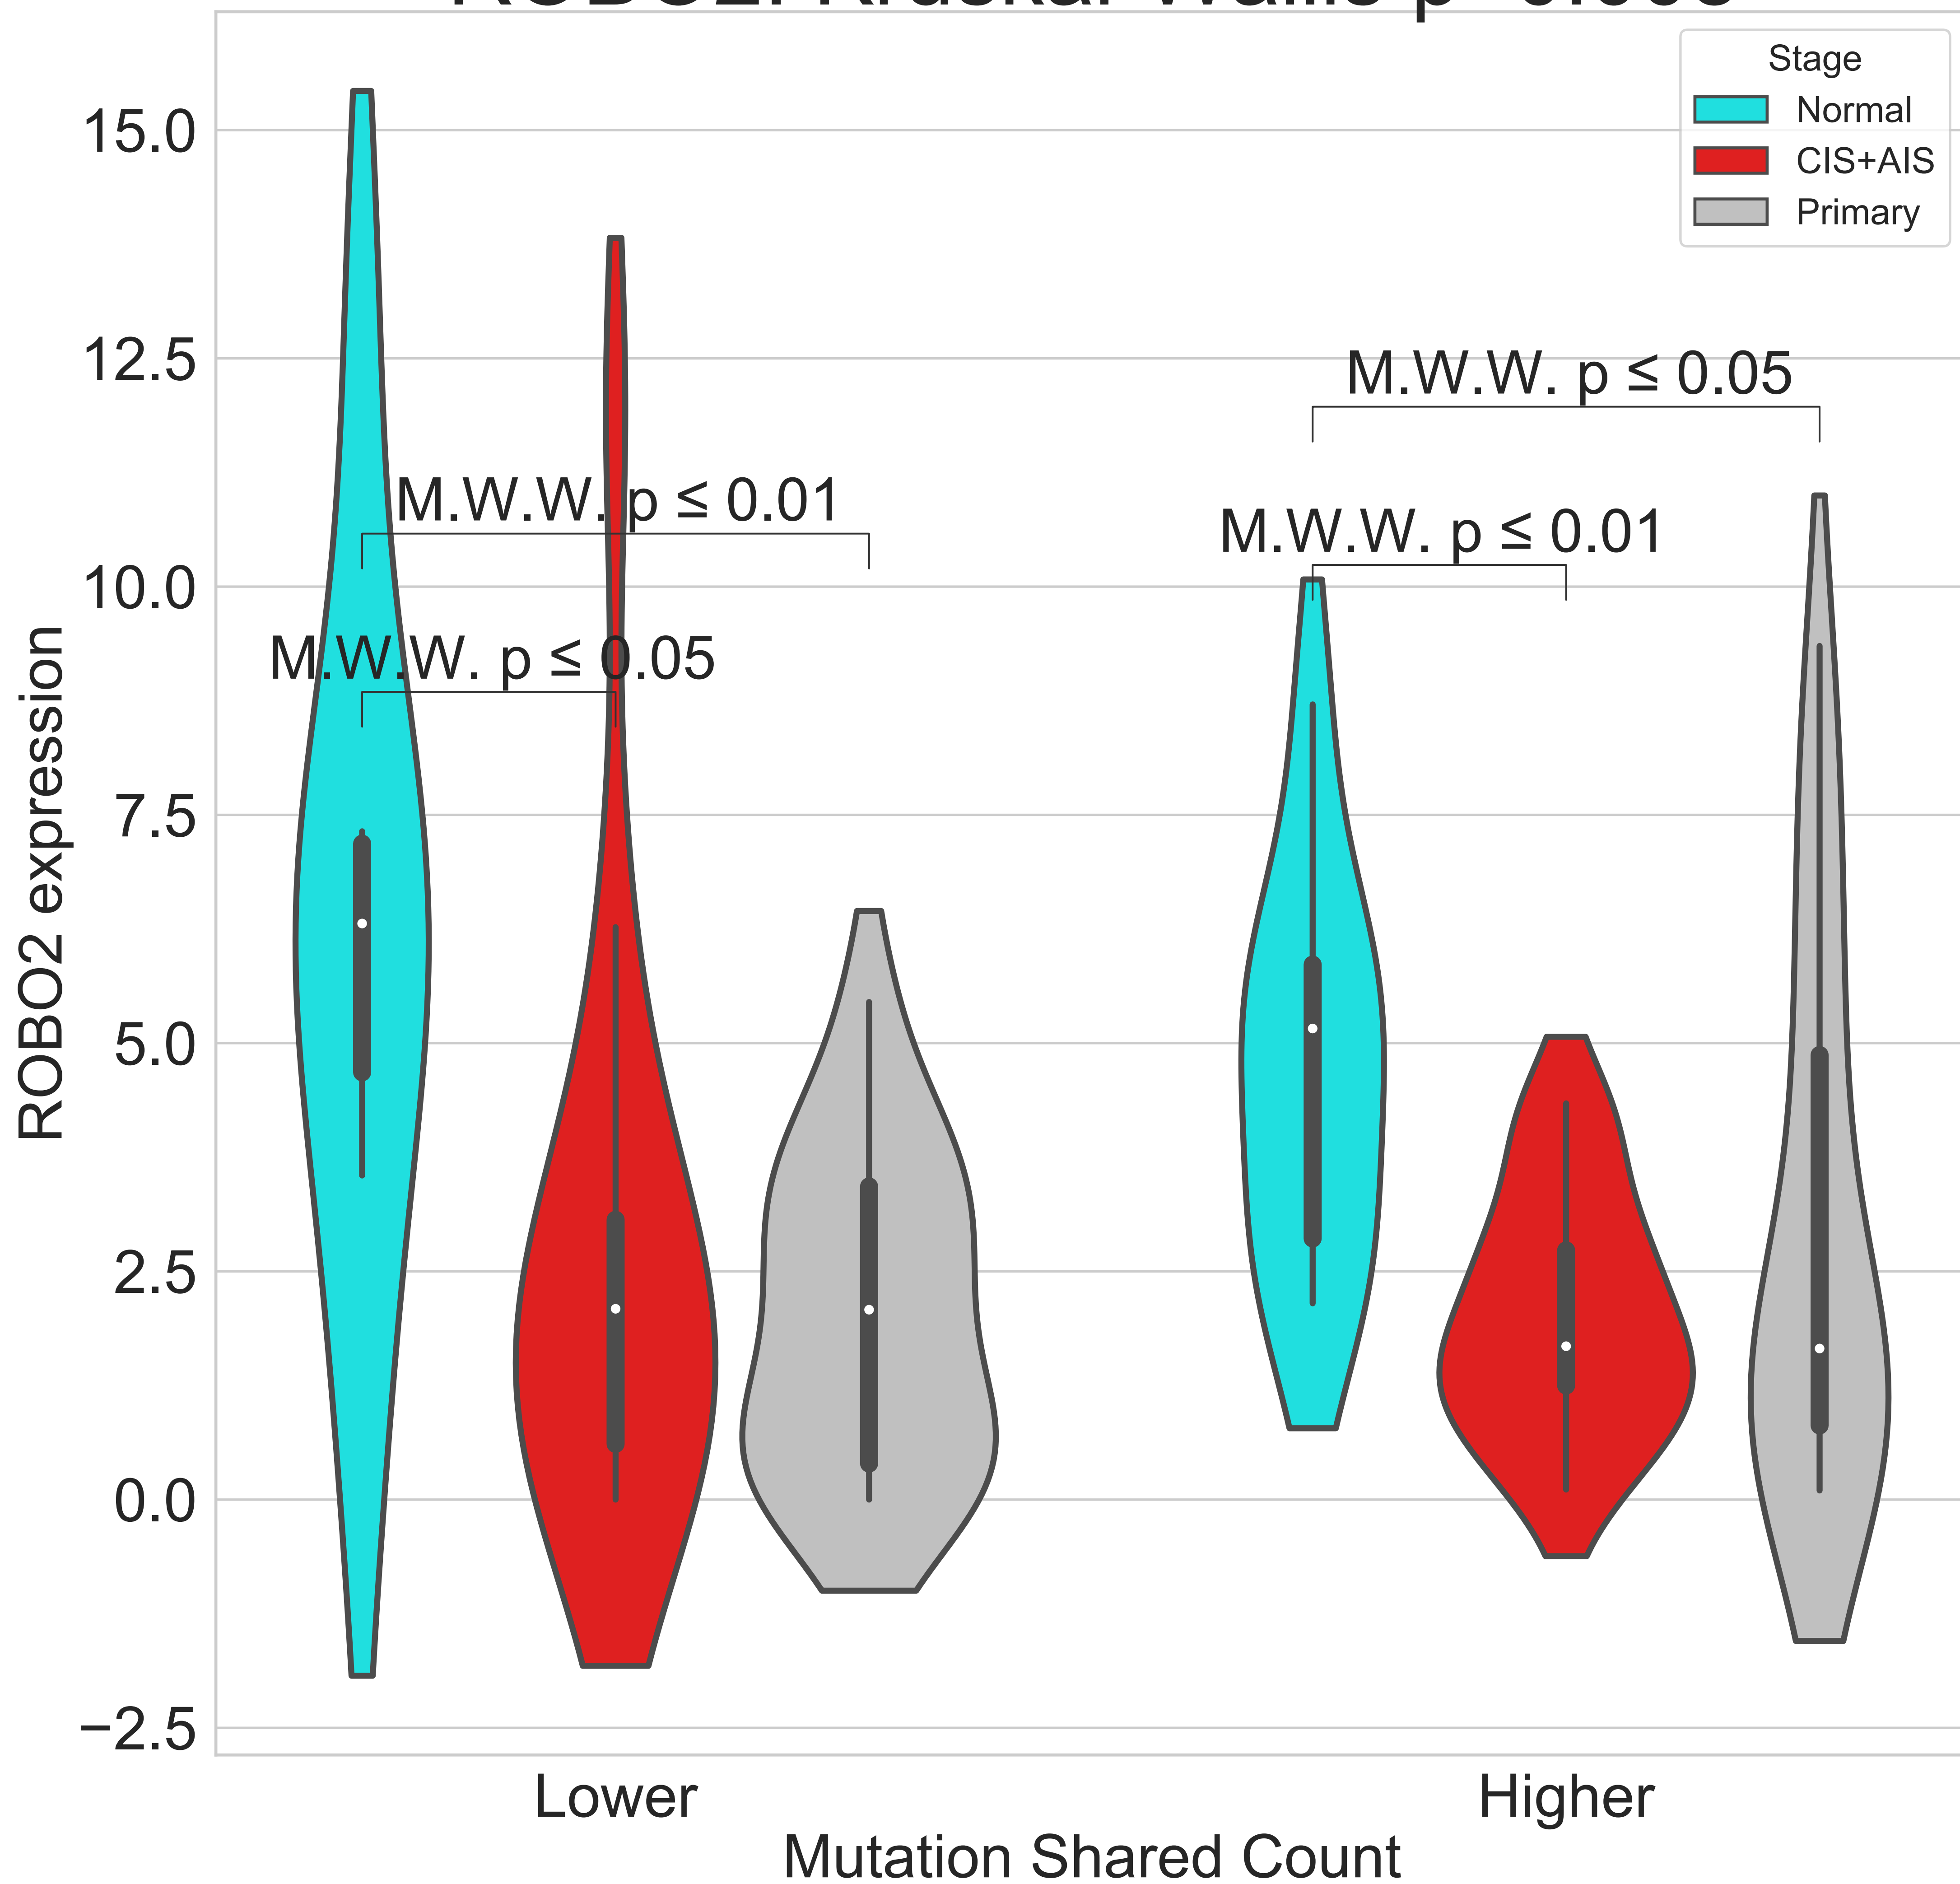 Stage
Normal
CIS+AIS
Primary
15.0
12.5
10.0
7.5
5.0
2.5
0.0
−2.5
ROBO2 expression
M.W.W. p ≤ 0.05
M.W.W. p ≤ 0.01
M.W.W. p ≤ 0.01
M.W.W. p ≤ 0.05
Lower
Higher
Mutation Shared Count